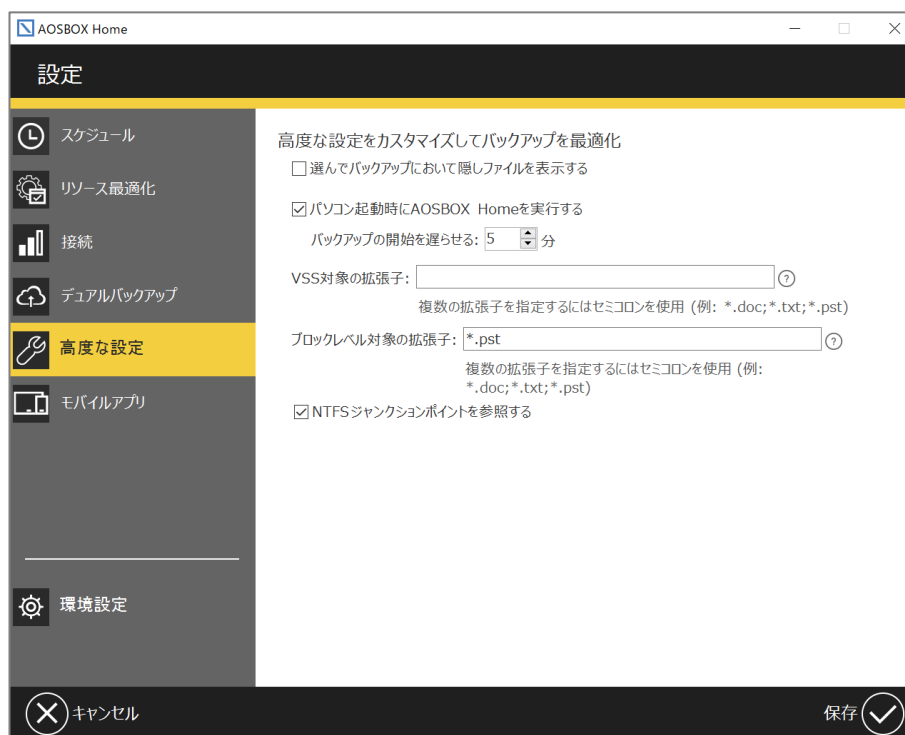 AOSBOX Home
設定
スケジュール
リソース最適化
接続
デュアルバックアップ
高度な設定
モバイルアプリ
環境設定
高度な設定をカスタマイズしてバックアップを最適化
選んでバックアップにおいて隠しファイルを表示する
パソコン起動時にAOSBOX Homeを実行する
バックアップの開始を遅らせる: 5 分
VSS対象の拡張子: ?
複数の拡張子を指定するにはセミコロンを使用 (例: *.doc;*.txt;*.pst)
ブロックレベル対象の拡張子: *.pst ?
複数の拡張子を指定するにはセミコロンを使用 (例:
*.doc;*.txt;*.pst)
NTFSジャンクションポイントを参照する
キャンセル
保存